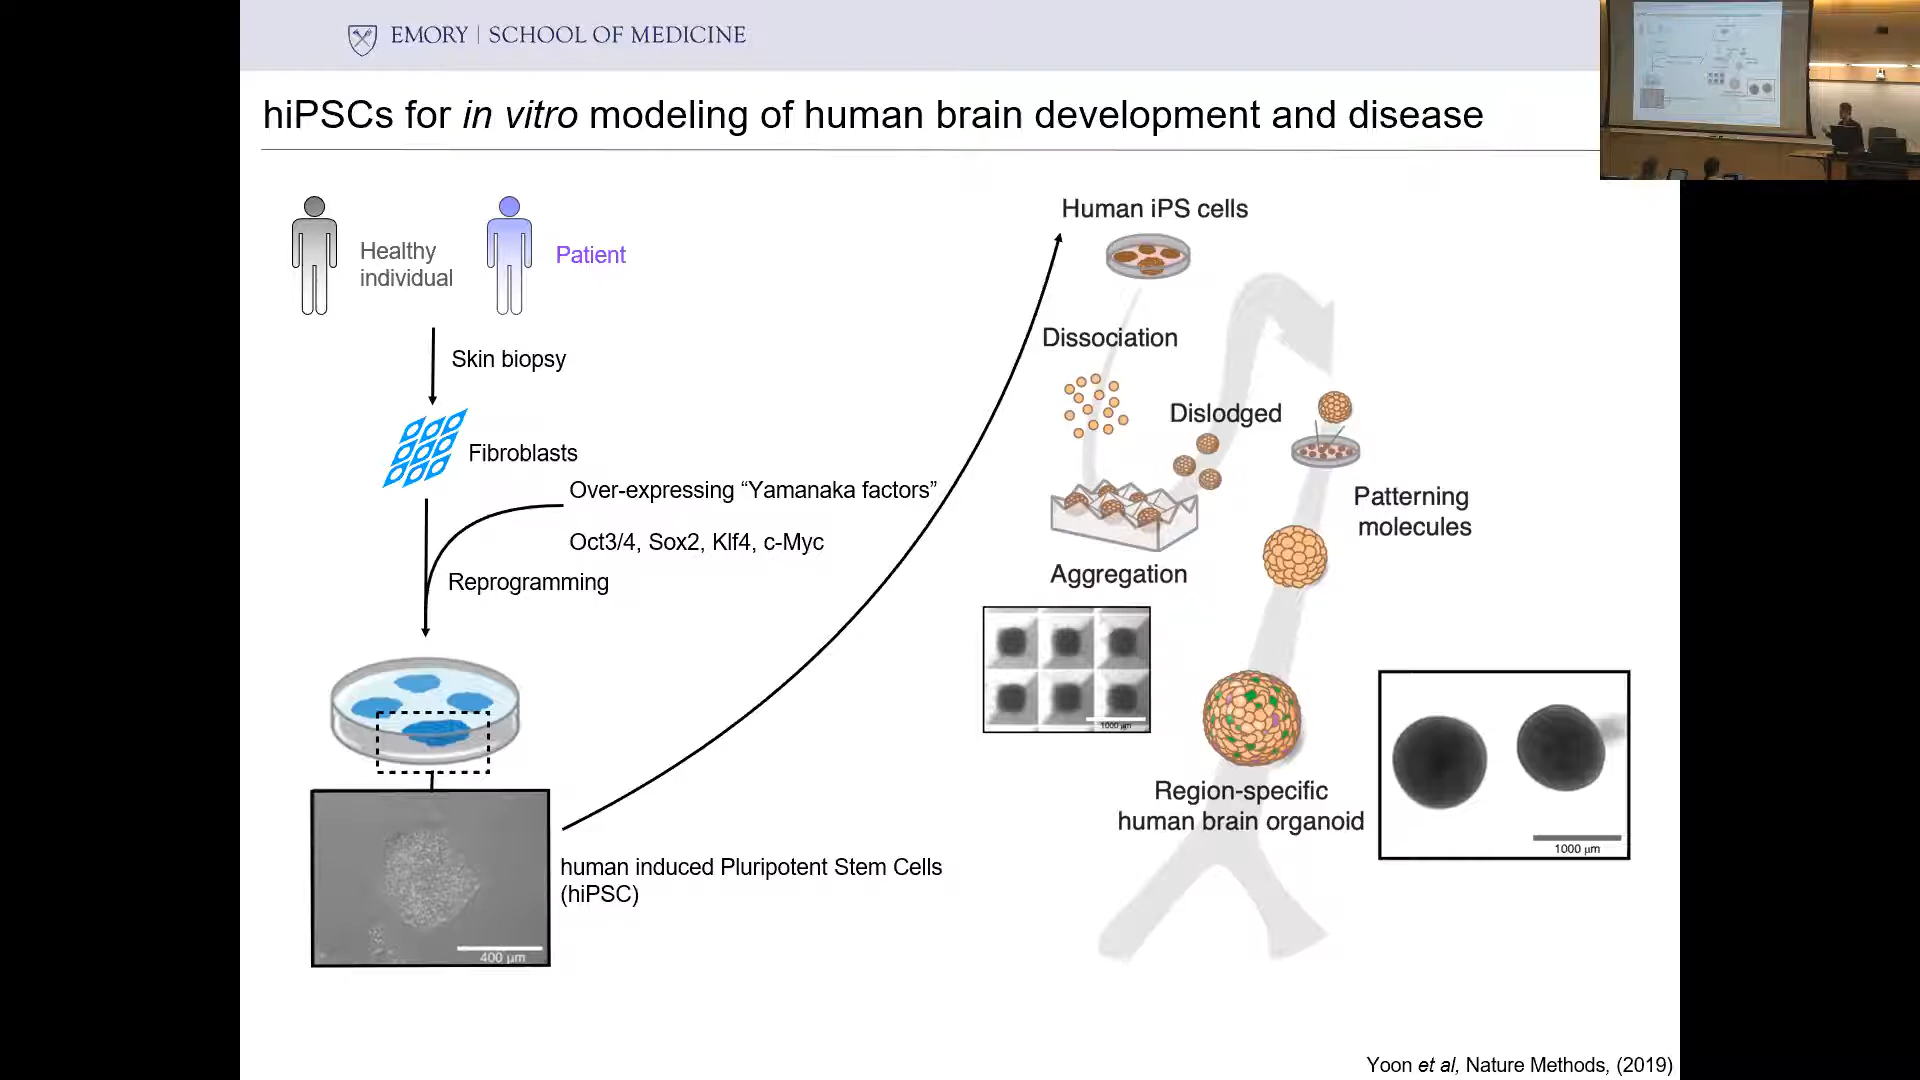 EMORY | SCHOOL OF MEDICINE
hiPSCs for in vitro modeling of human brain development and disease
Healthy
individual
Patient
Skin biopsy
Fibroblasts
Over-expressing “Yamanaka factors”
Oct3/4, Sox2, Klf4, c-Myc
Reprogramming
400 μm
human induced Pluripotent Stem Cells
(hiPSC)
Human iPS cells
Dissociation
Dislodged
Patterning
molecules
Aggregation
1000 μm
Region-specific
human brain organoid
1000 μm
Yoon et al, Nature Methods, (2019)